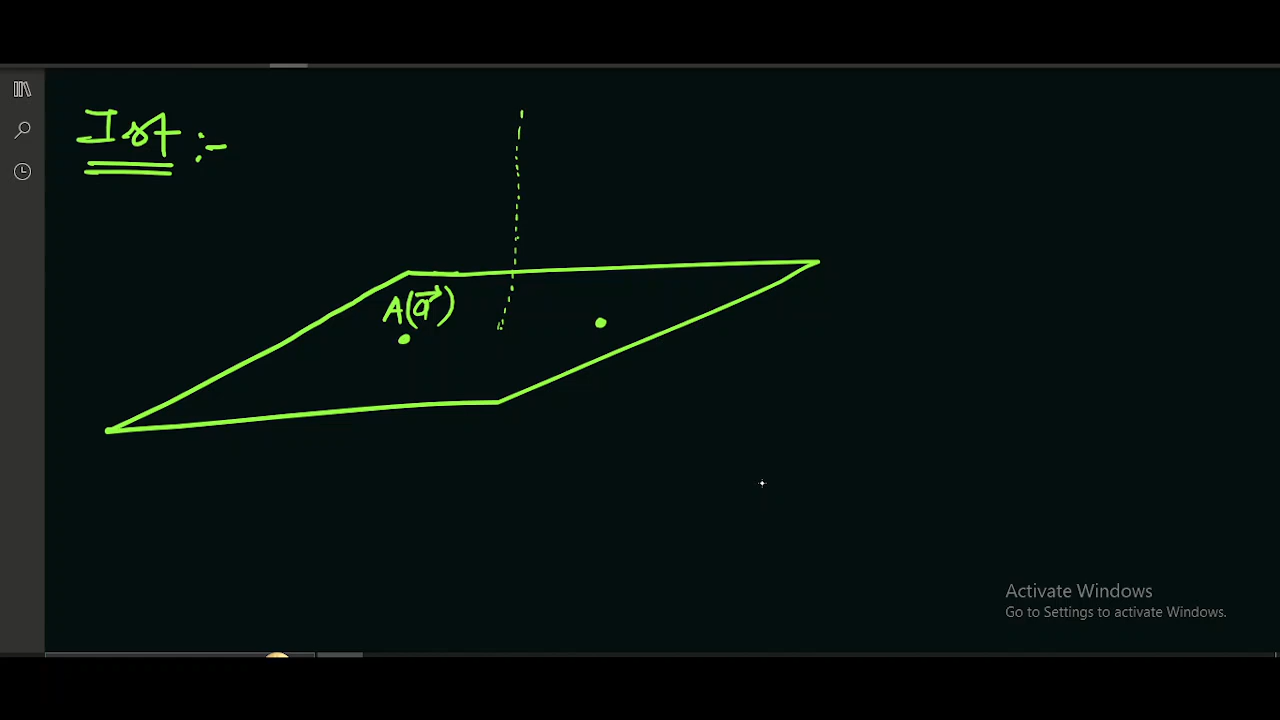 Ist :-
A(a⃗)
Activate Windows
Go to Settings to activate Windows.